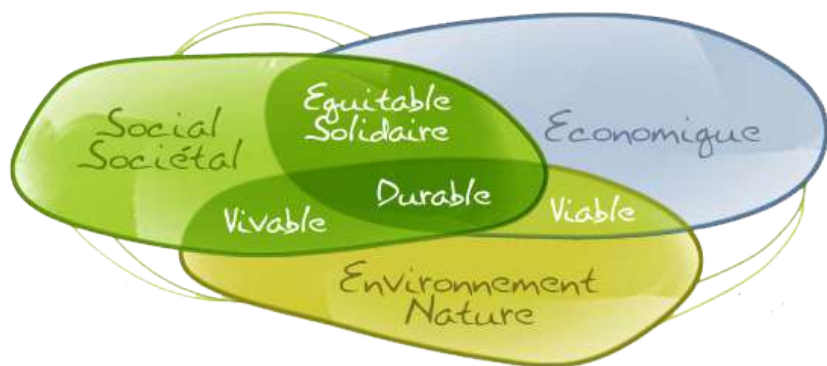 Equitable
Solidaire
Social
Sociétal
Economique
Durable
Vivable
Viable
Environnement
Nature